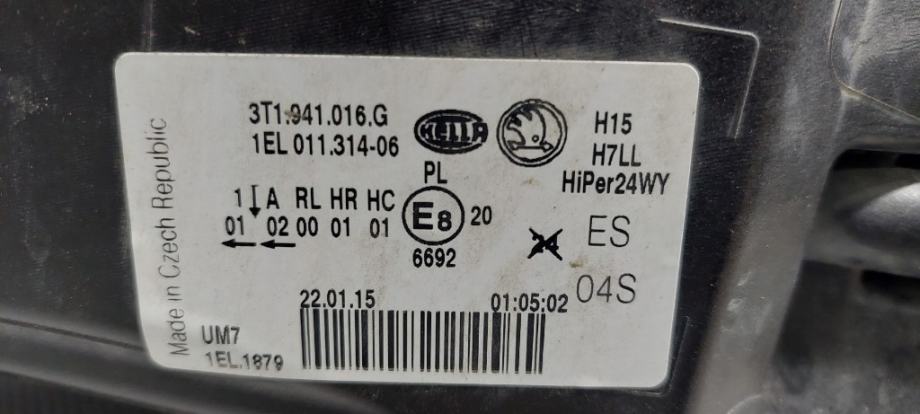 Made in Czech Republic
3T1.941.016.G
1EL 011.314-06
HELLA
H15
H7LL
HiPer24WY
PL
1 A RL HR HC
01 02 00 01 01
E8 20
6692
24
ES
04S
22.01.15
01:05:02
UM7
1EL.1879